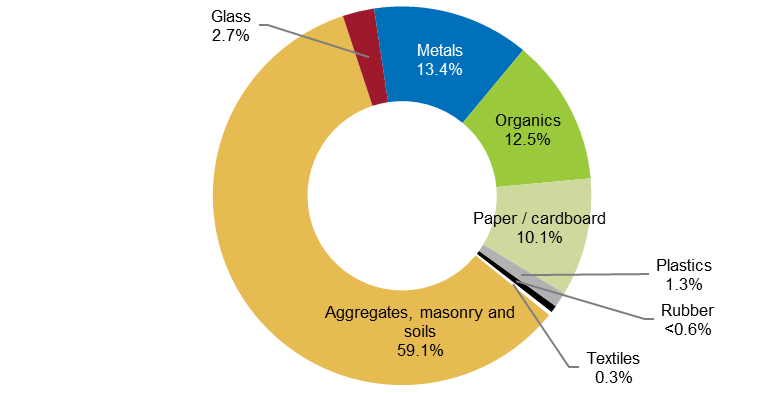 Glass
2.7%
Metals
13.4%
Organics
12.5%
Paper / cardboard
10.1%
Plastics
1.3%
Rubber
<0.6%
Textiles
0.3%
Aggregates, masonry and
soils
59.1%